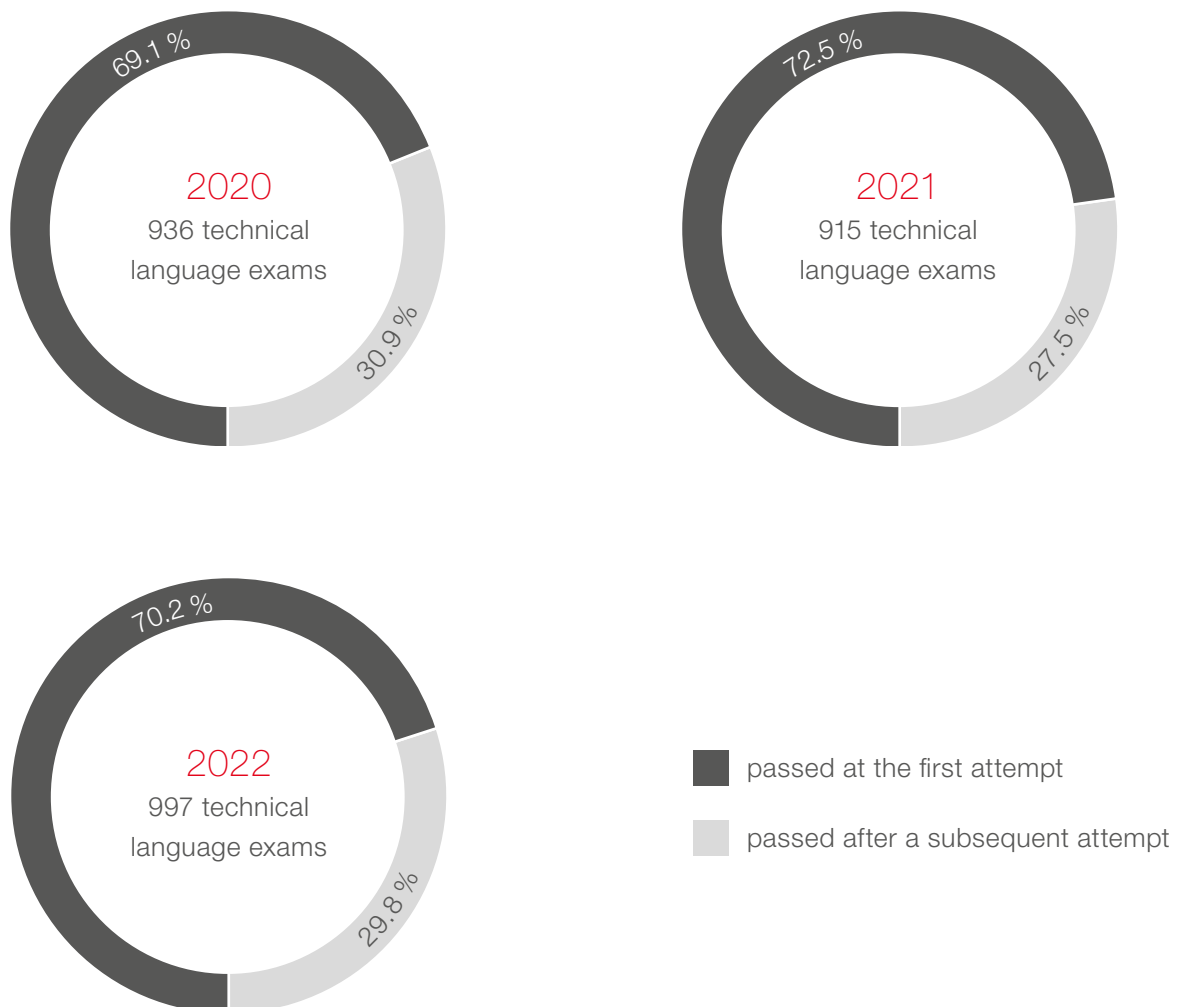 69.1 %
2020
936 technical
language exams
30.9 %
72.5 %
2021
915 technical
language exams
27.5 %
70.2 %
2022
997 technical
language exams
29.8 %
passed at the first attempt
passed after a subsequent attempt